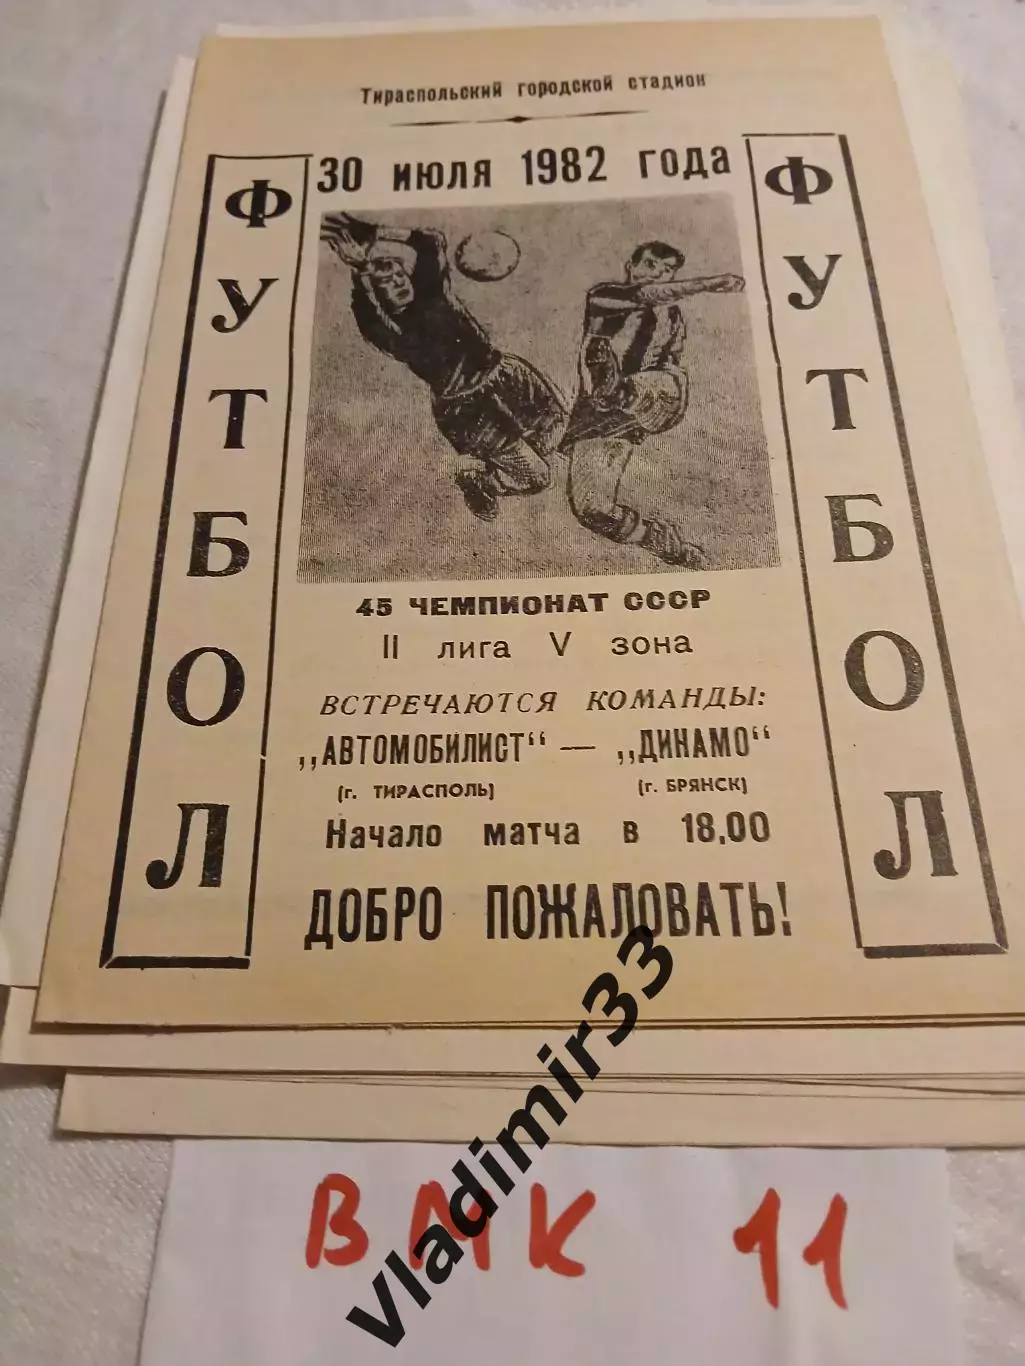 Тираспольский городской стадион
30 июля 1982 года
ФУТБОЛ
ФУТБОЛ
45 ЧЕМПИОНАТ СССР
II лига V зона
ВСТРЕЧАЮТСЯ КОМАНДЫ:
„АВТОМОБИЛИСТ“ — „ДИНАМО“
(г. ТИРАСПОЛЬ) (г. БРЯНСК)
Начало матча в 18,00
ДОБРО ПОЖАЛОВАТЬ!
Vladimir33
ВМК 11